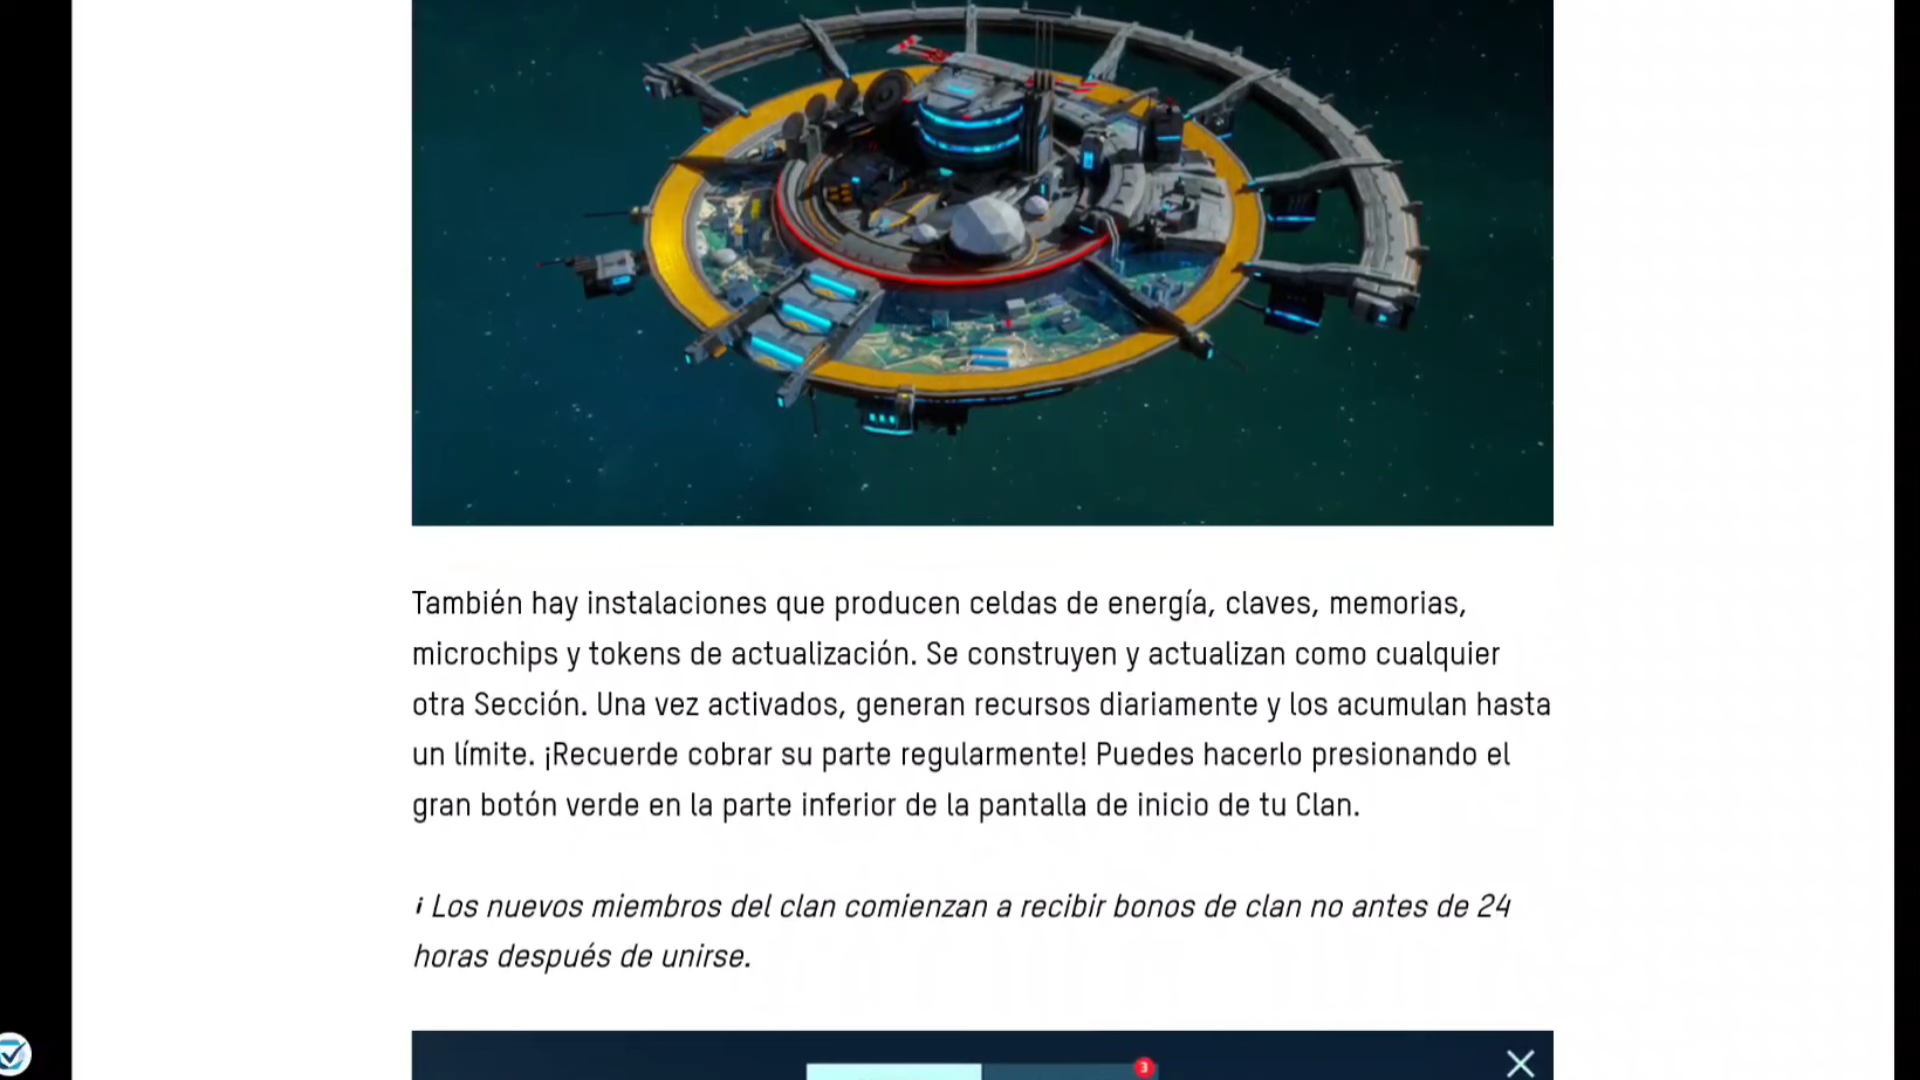 También hay instalaciones que producen celdas de energía, claves, memorias,
microchips y tokens de actualización. Se construyen y actualizan como cualquier
otra Sección. Una vez activados, generan recursos diariamente y los acumulan hasta
un límite. ¡Recuerde cobrar su parte regularmente! Puedes hacerlo presionando el
gran botón verde en la parte inferior de la pantalla de inicio de tu Clan.
¡ Los nuevos miembros del clan comienzan a recibir bonos de clan no antes de 24
horas después de unirse.
3